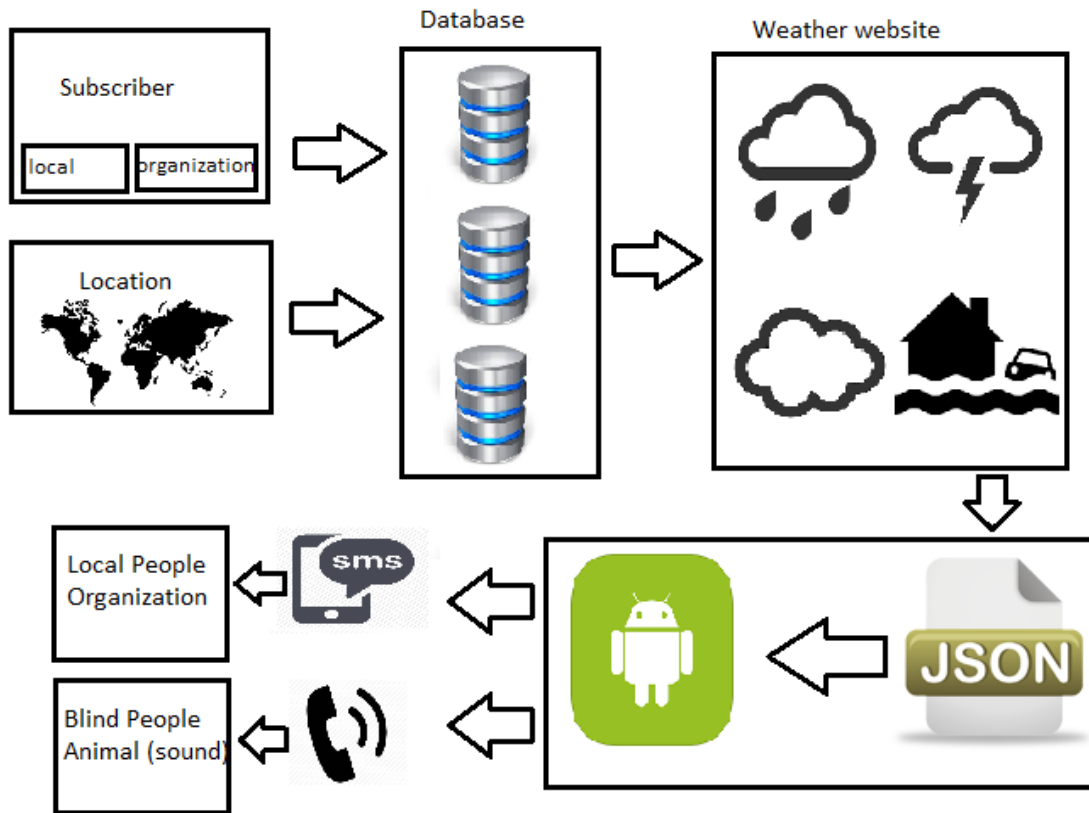 Database
Weather website
Subscriber
local
organization
Location
sms
Local People
Organization
JSON
Blind People
Animal (sound)